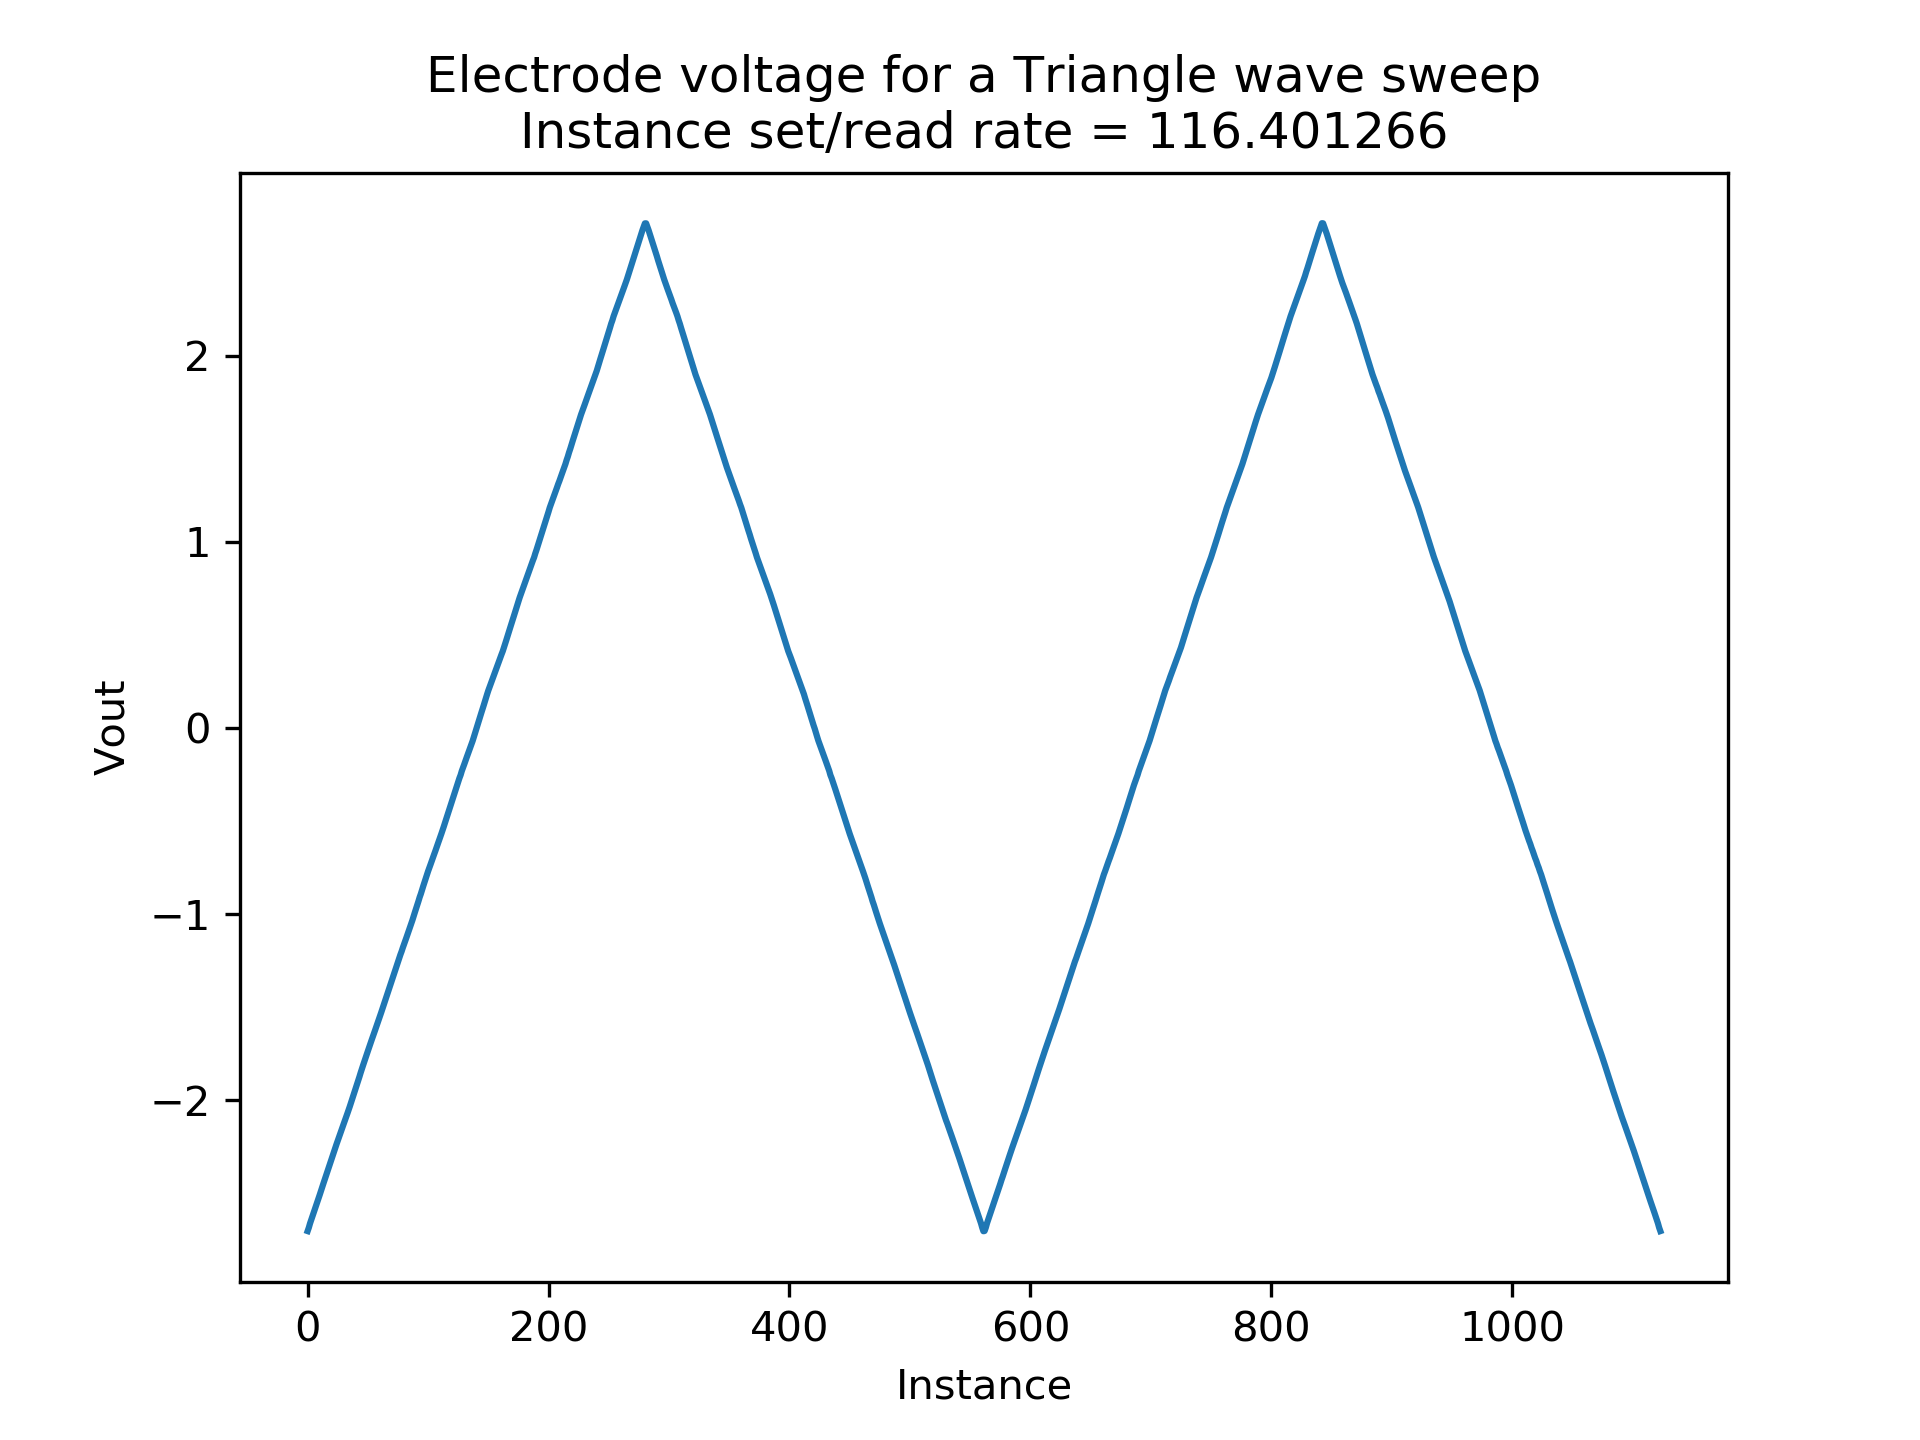 Electrode voltage for a Triangle wave sweep
Instance set/read rate = 116.401266
Vout
2
1
0
−1
−2
0 200 400 600 800 1000
Instance